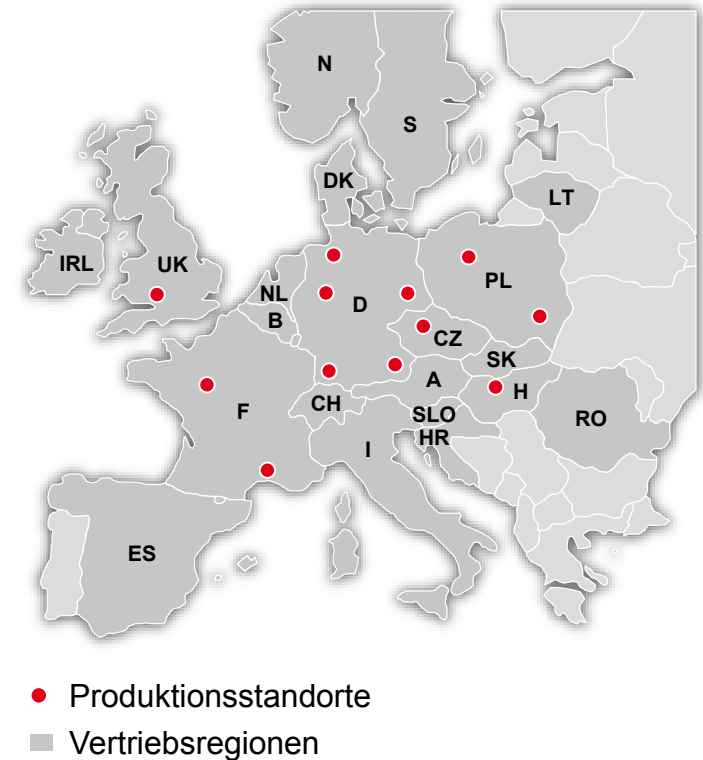 N
S
DK
LT
IRL
UK
NL
D
PL
B
CZ
SK
A
H
CH
F
SLO
RO
HR
I
ES
Produktionsstandorte
Vertriebsregionen